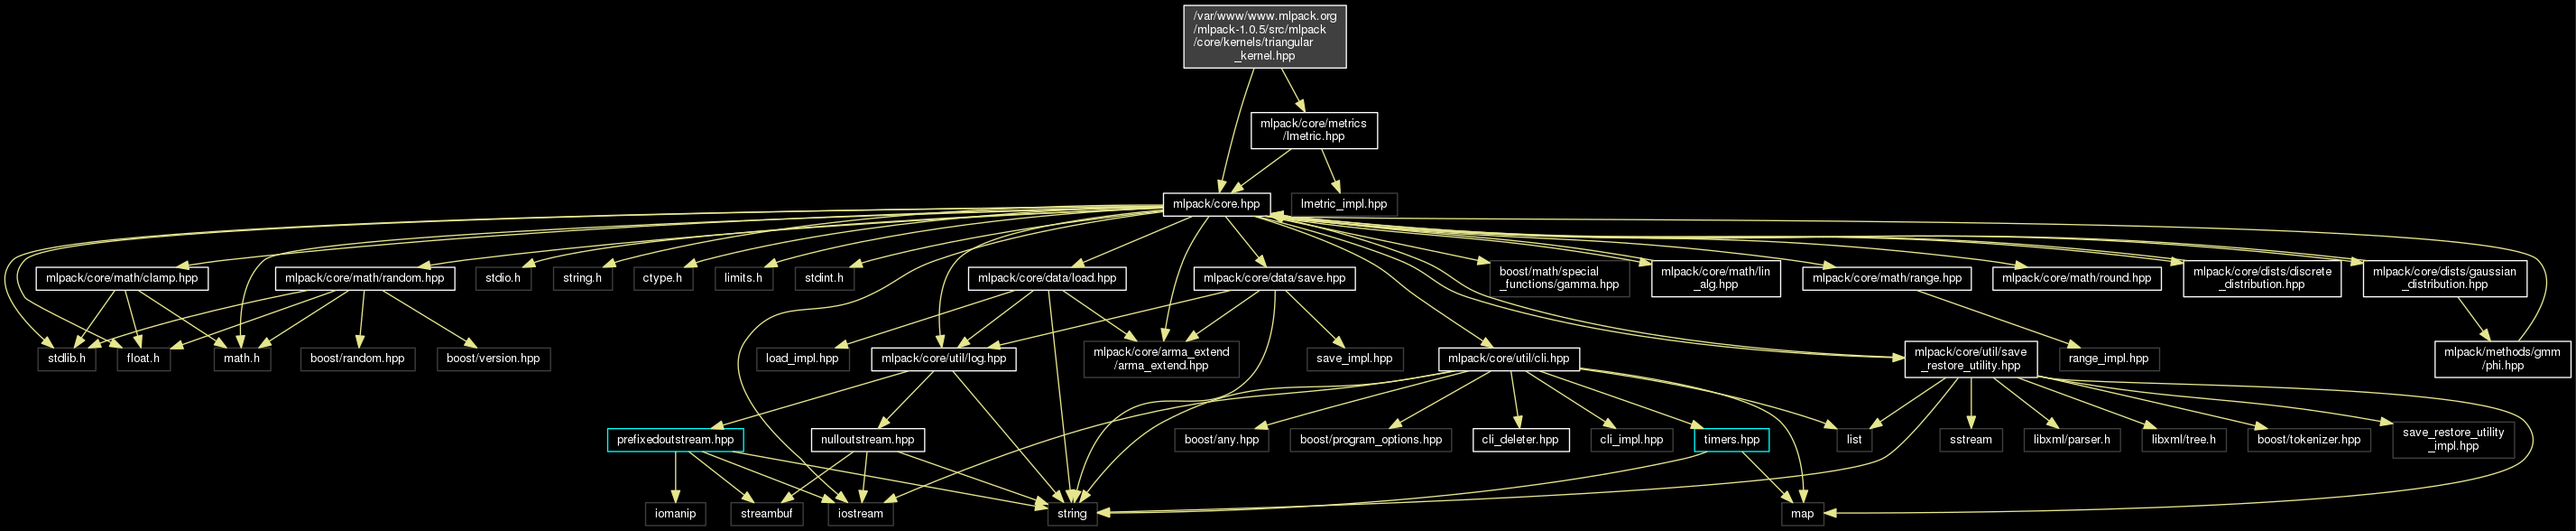 /var/www/www.mlpack.org
/mlpack-1.0.5/src/mlpack
/core/kernels/triangular
_kernel.hpp
mlpack/core/metrics
/lmetric.hpp
mlpack/core.hpp
lmetric_impl.hpp
mlpack/core/math/clamp.hpp
mlpack/core/math/random.hpp
stdio.h
string.h
ctype.h
limits.h
stdint.h
mlpack/core/data/load.hpp
mlpack/core/data/save.hpp
boost/math/special
_functions/gamma.hpp
mlpack/core/math/lin
_alg.hpp
mlpack/core/math/range.hpp
mlpack/core/math/round.hpp
mlpack/core/dists/discrete
_distribution.hpp
mlpack/core/dists/gaussian
_distribution.hpp
stdlib.h
float.h
math.h
boost/random.hpp
boost/version.hpp
load_impl.hpp
mlpack/core/util/log.hpp
mlpack/core/arma_extend
/arma_extend.hpp
save_impl.hpp
mlpack/core/util/cli.hpp
mlpack/core/util/save
_restore_utility.hpp
range_impl.hpp
mlpack/methods/gmm
/phi.hpp
prefixedoutstream.hpp
nulloutstream.hpp
boost/any.hpp
boost/program_options.hpp
cli_deleter.hpp
cli_impl.hpp
timers.hpp
list
sstream
libxml/parser.h
libxml/tree.h
boost/tokenizer.hpp
save_restore_utility
_impl.hpp
iomanip
streambuf
iostream
string
map